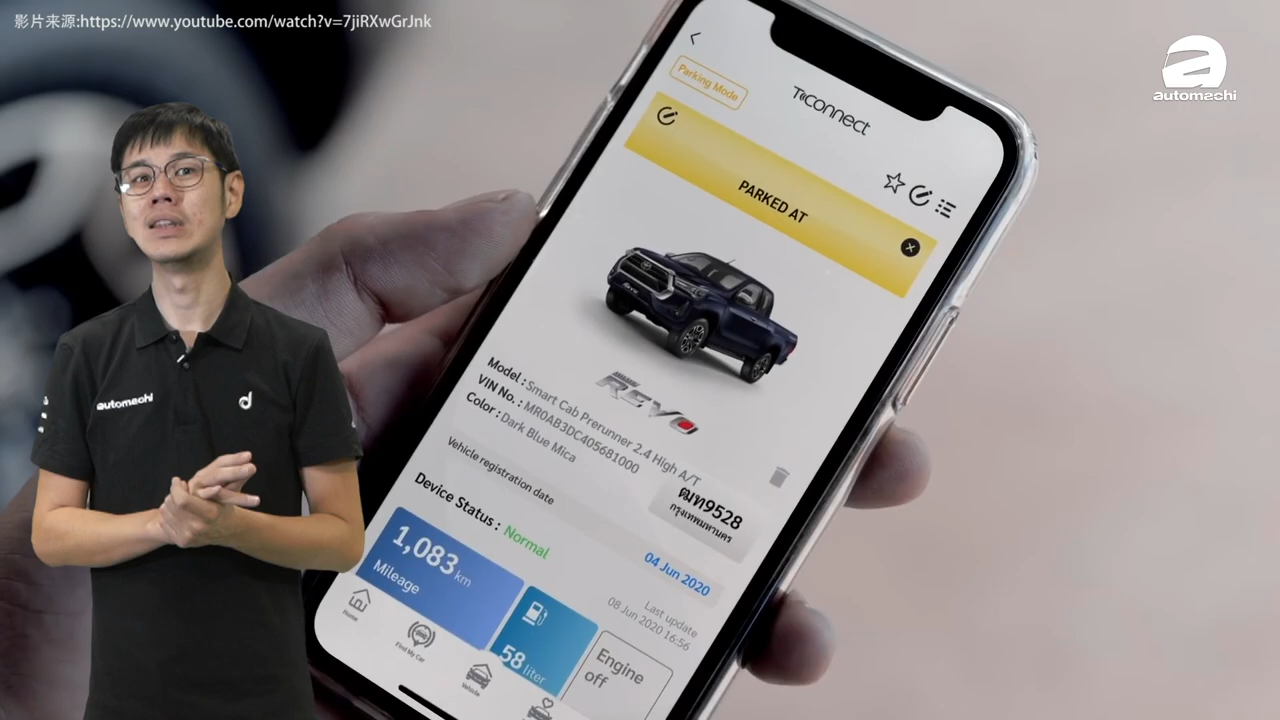 影片来源:https://www.youtube.com/watch?v=7jiRXwGrJnk
automachi
Parking Mode
T connect
PARKED AT
REVO
Model : Smart Cab Prerunner 2.4 High A/T
VIN No. : MR0AB3DC405681000
Color : Dark Blue Mica
ฒท9528
กรุงเทพมหานคร
Vehicle registration date
04 Jun 2020
Device Status : Normal
Last update
08 Jun 2020 16:56
1,083 km
Mileage
58 liter
Engine
off
Home
Find My Car
Vehicle
automachi